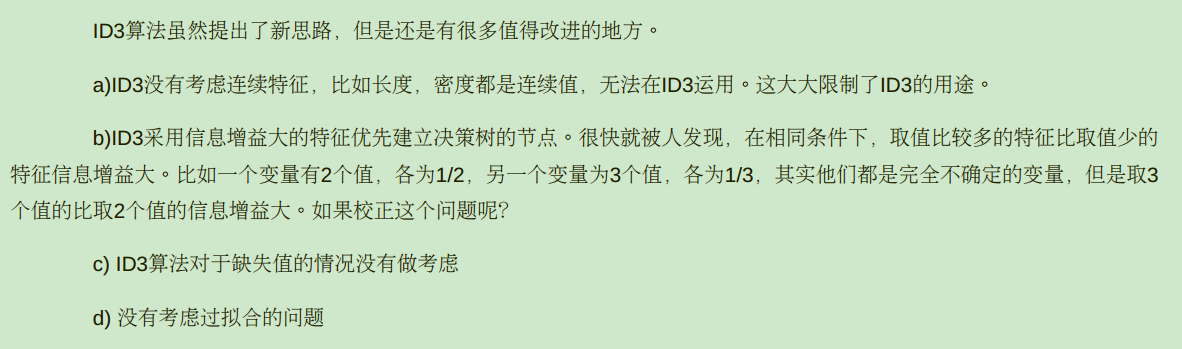 ID3算法虽然提出了新思路，但是还是有很多值得改进的地方。
a)ID3没有考虑连续特征，比如长度，密度都是连续值，无法在ID3运用。这大大限制了ID3的用途。
b)ID3采用信息增益大的特征优先建立决策树的节点。很快就被人发现，在相同条件下，取值比较多的特征比取值少的
特征信息增益大。比如一个变量有2个值，各为1/2，另一个变量为3个值，各为1/3，其实他们都是完全不确定的变量，但是取3
个值的比取2个值的信息增益大。如果校正这个问题呢？
c) ID3算法对于缺失值的情况没有做考虑
d) 没有考虑过拟合的问题